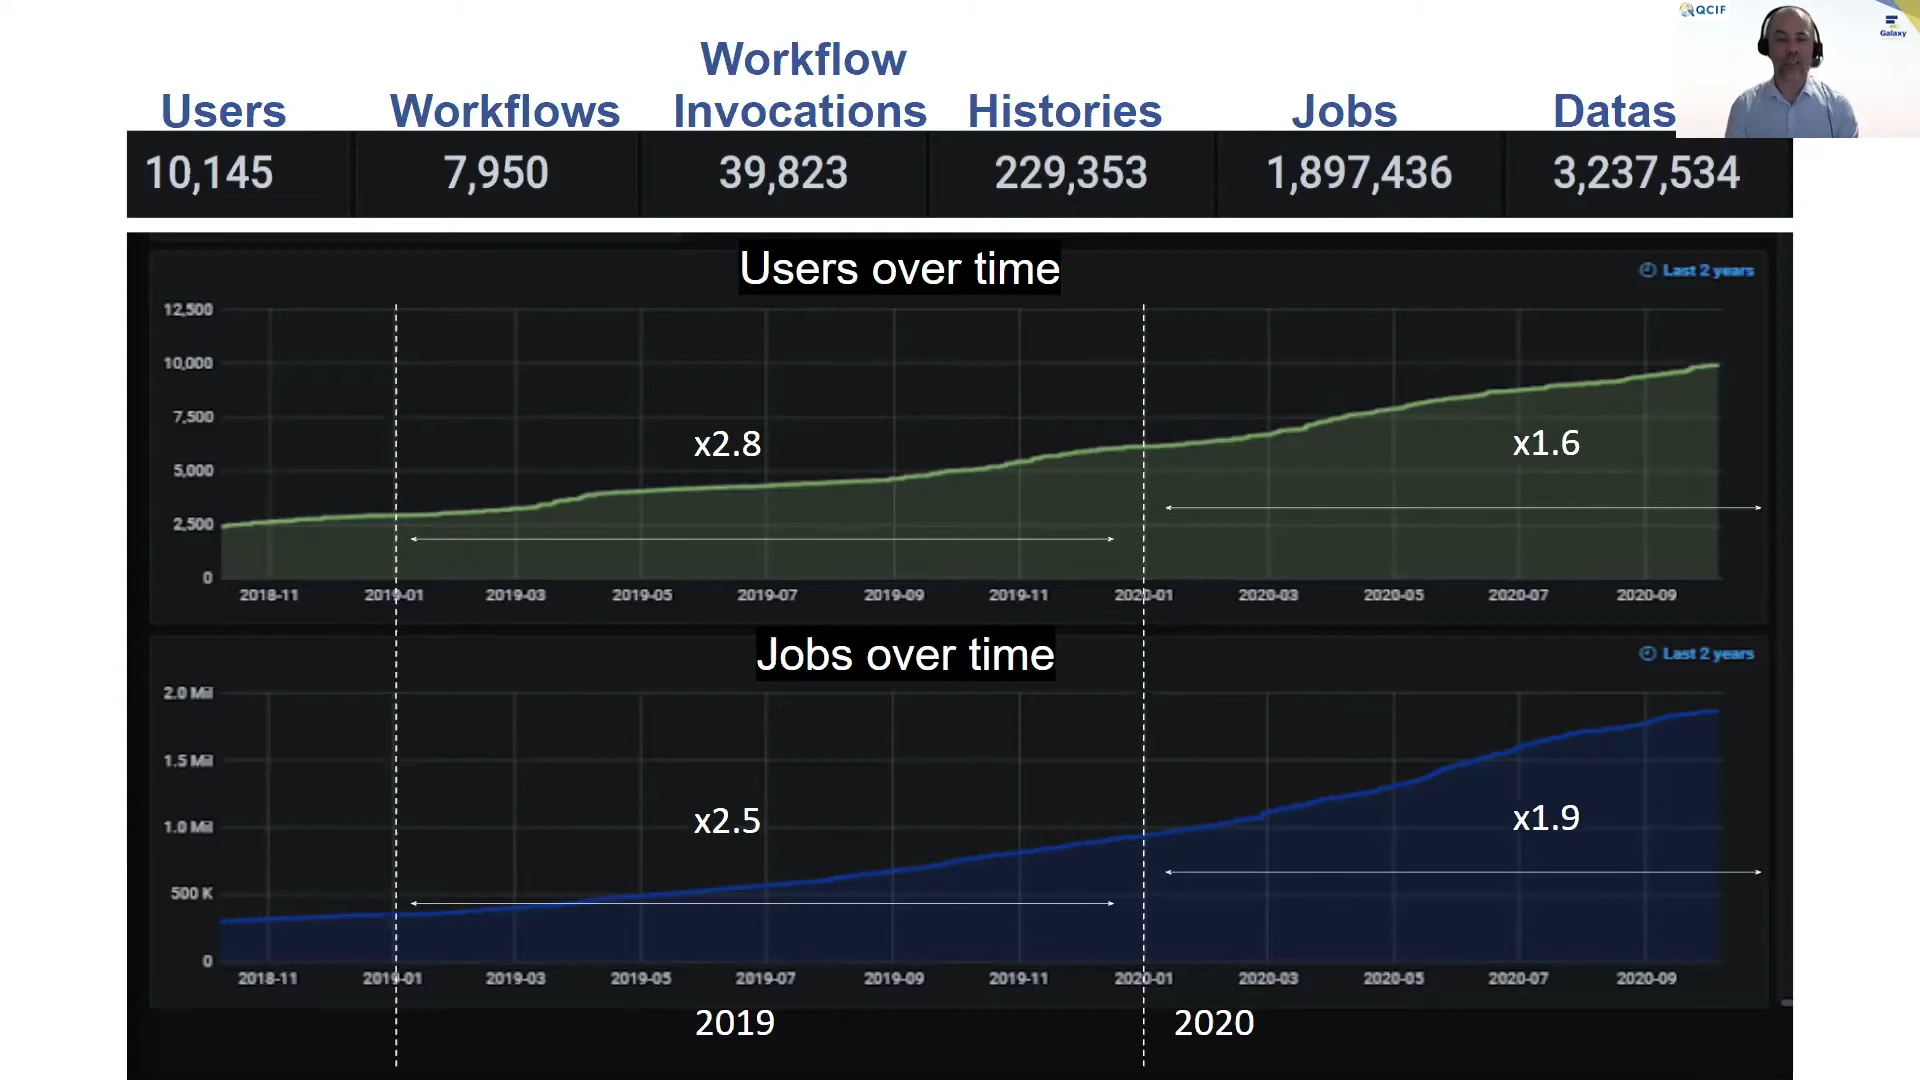 QCIF
Galaxy
Users
Workflows
Workflow
Invocations
Histories
Jobs
Datas
10,145
7,950
39,823
229,353
1,897,436
3,237,534
Users over time
Last 2 years
12,500
10,000
7,500
5,000
2,500
0
x2.8
x1.6
2018-11
2019-01
2019-03
2019-05
2019-07
2019-09
2019-11
2020-01
2020-03
2020-05
2020-07
2020-09
Jobs over time
Last 2 years
2.0 Mil
1.5 Mil
1.0 Mil
500 K
0
x2.5
x1.9
2018-11
2019-01
2019-03
2019-05
2019-07
2019-09
2019-11
2020-01
2020-03
2020-05
2020-07
2020-09
2019
2020